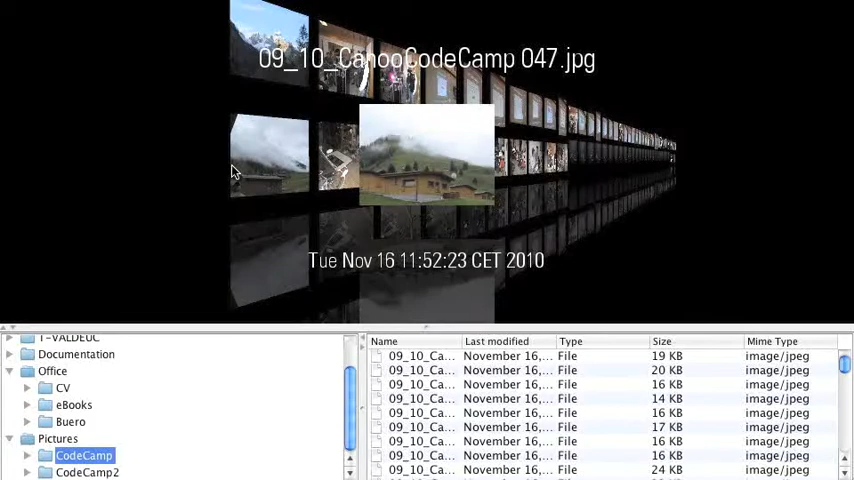 09_10_CanooCodeCamp 047.jpg
Tue Nov 16 11:52:23 CET 2010
T-VALDEUC
Documentation
Office
CV
eBooks
Buero
Pictures
CodeCamp
CodeCamp2
Name Last modified Type Size Mime Type
09_10_Ca... November 16,... File 19 KB image/jpeg
09_10_Ca... November 16,... File 20 KB image/jpeg
09_10_Ca... November 16,... File 16 KB image/jpeg
09_10_Ca... November 16,... File 14 KB image/jpeg
09_10_Ca... November 16,... File 16 KB image/jpeg
09_10_Ca... November 16,... File 17 KB image/jpeg
09_10_Ca... November 16,... File 16 KB image/jpeg
09_10_Ca... November 16,... File 16 KB image/jpeg
09_10_Ca... November 16,... File 24 KB image/jpeg